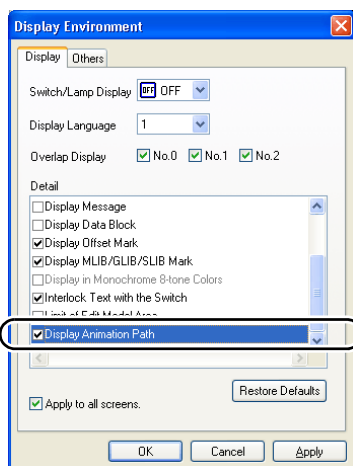 Display Environment
Display Others
Switch/Lamp Display OFF OFF
Display Language 1
Overlap Display No.0 No.1 No.2
Detail
Display Message
Display Data Block
Display Offset Mark
Display MLIB/GLIB/SLIB Mark
Display in Monochrome 8-tone Colors
Interlock Text with the Switch
Limit of Edit Model Area
Display Animation Path
Restore Defaults
Apply to all screens.
OK Cancel Apply